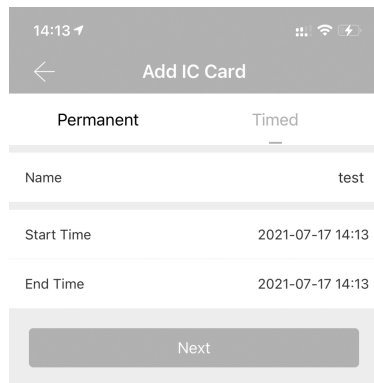 14:13
Add IC Card
Permanent Timed
Name test
Start Time 2021-07-17 14:13
End Time 2021-07-17 14:13
Next